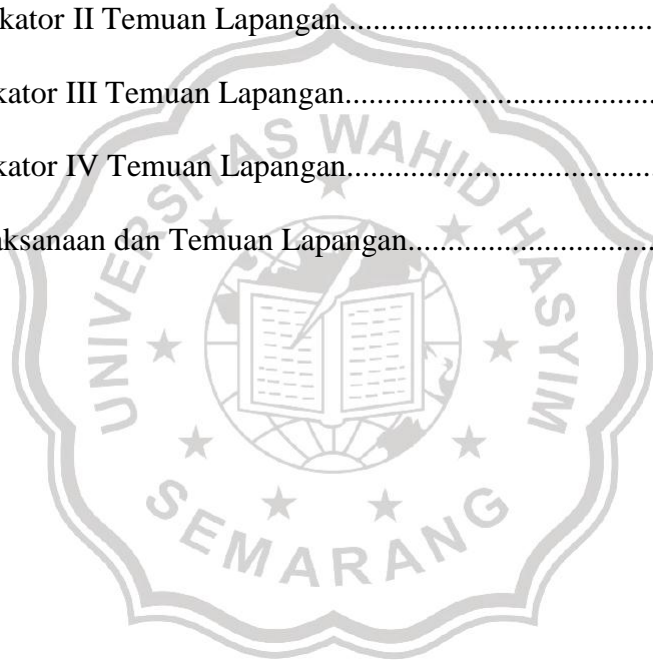 kator II Temuan Lapangan..........................................
kator III Temuan Lapangan..........................................
kator IV Temuan Lapangan..........................................
aksanaan dan Temuan Lapangan...............................
UNIVERSITAS WAHID HASYIM
SEMARANG